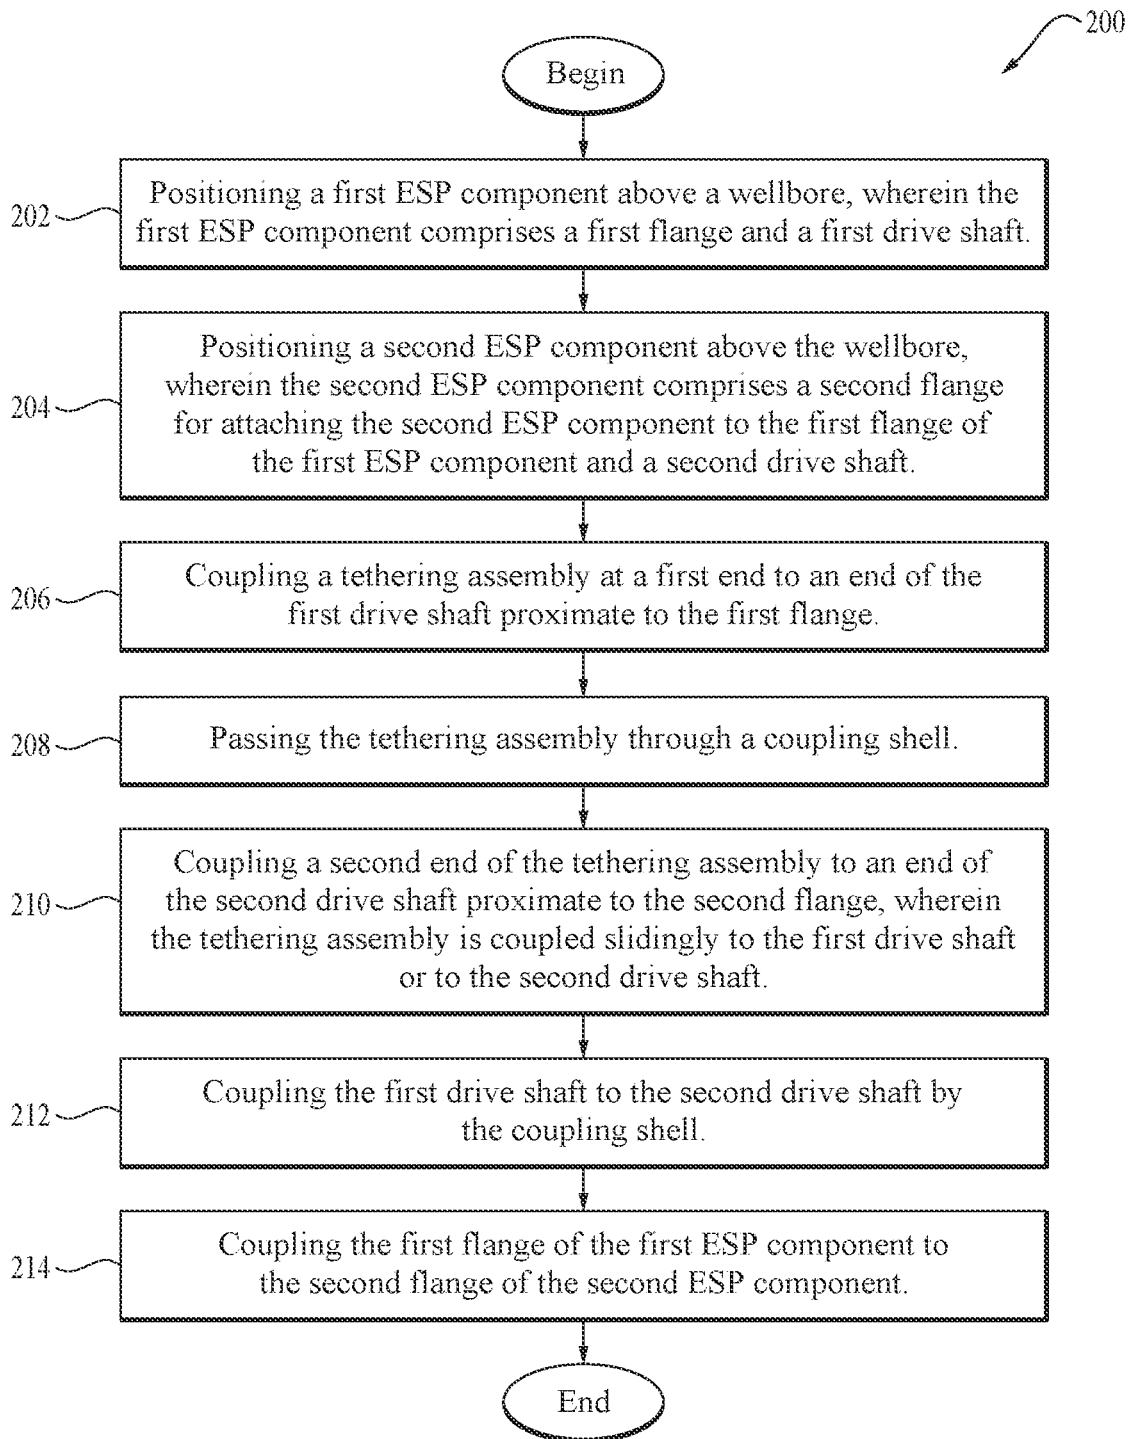 200
Begin
202
Positioning a first ESP component above a wellbore, wherein the
first ESP component comprises a first flange and a first drive shaft.
204
Positioning a second ESP component above the wellbore,
wherein the second ESP component comprises a second flange
for attaching the second ESP component to the first flange of
the first ESP component and a second drive shaft.
206
Coupling a tethering assembly at a first end to an end of the
first drive shaft proximate to the first flange.
208
Passing the tethering assembly through a coupling shell.
210
Coupling a second end of the tethering assembly to an end of
the second drive shaft proximate to the second flange, wherein
the tethering assembly is coupled slidingly to the first drive shaft
or to the second drive shaft.
212
Coupling the first drive shaft to the second drive shaft by
the coupling shell.
214
Coupling the first flange of the first ESP component to
the second flange of the second ESP component.
End